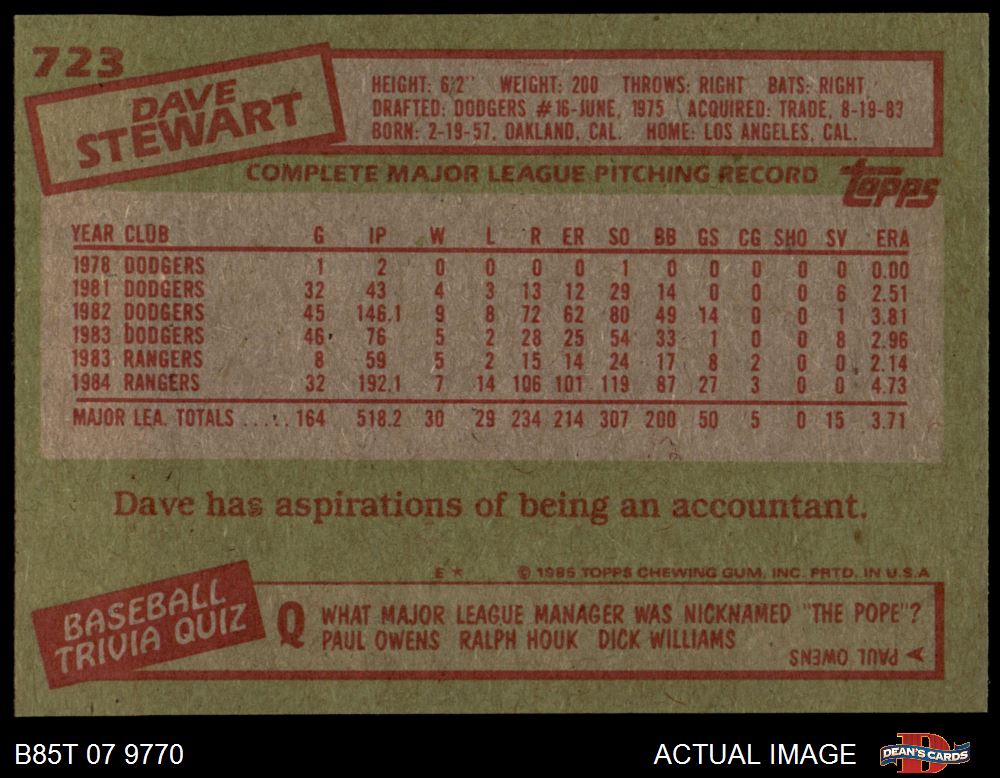 723
DAVE
STEWART
HEIGHT: 6'2" WEIGHT: 200 THROWS: RIGHT BATS: RIGHT
DRAFTED: DODGERS #16-JUNE, 1975 ACQUIRED: TRADE, 8-19-83
BORN: 2-19-57, OAKLAND, CAL. HOME: LOS ANGELES, CAL.
COMPLETE MAJOR LEAGUE PITCHING RECORD
topps
YEAR CLUB G IP W L R ER SO BB GS CG SHO SV ERA
1978 DODGERS 1 2 0 0 0 0 1 0 0 0 0 0 0.00
1981 DODGERS 32 43 4 3 13 12 29 14 0 0 0 6 2.51
1982 DODGERS 45 146.1 9 8 72 62 80 49 14 0 0 1 3.81
1983 DODGERS 46 76 5 2 28 25 54 33 1 0 0 8 2.96
1983 RANGERS 8 59 5 2 15 14 24 17 8 2 0 0 2.14
1984 RANGERS 32 192.1 7 14 106 101 119 87 27 3 0 0 4.73
MAJOR LEA. TOTALS ..... 164 518.2 30 29 234 214 307 200 50 5 0 15 3.71
Dave has aspirations of being an accountant.
E * © 1985 TOPPS CHEWING GUM, INC. PRTD. IN U.S.A
BASEBALL
TRIVIA QUIZ
Q WHAT MAJOR LEAGUE MANAGER WAS NICKNAMED "THE POPE"?
PAUL OWENS RALPH HOUK DICK WILLIAMS
PAUL OWENS
B85T 07 9770
ACTUAL IMAGE
DEAN'S CARDS